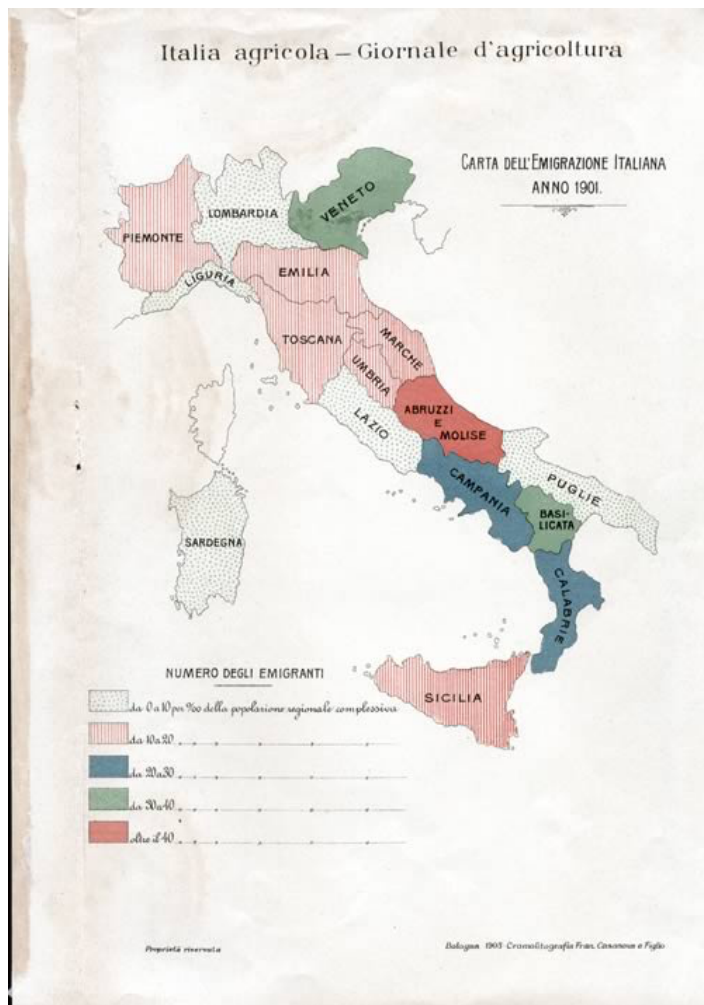 Italia agricola — Giornale d'agricoltura
CARTA DELL'EMIGRAZIONE ITALIANA
ANNO 1901.
PIEMONTE
LOMBARDIA
VENETO
LIGURIA
EMILIA
TOSCANA
MARCHE
UMBRIA
LAZIO
ABRUZZI
E
MOLISE
CAMPANIA
PUGLIE
BASI-
LICATA
CALABRIE
SARDEGNA
SICILIA
NUMERO DEGLI EMIGRANTI
da 0 a 10 per ‰ della popolazione regionale complessiva
da 10 a 20 " " " " " "
da 20 a 30 " " " " " "
da 30 a 40 " " " " " "
oltre il 40 " " " " " "
Proprietà riservata
Bologna 1903 - Cromolitografia Fran. Casanova e Figlio